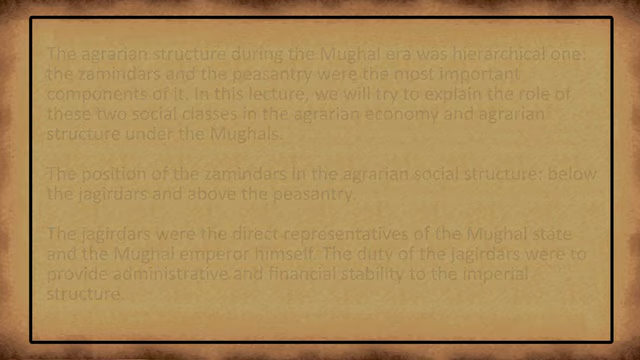 The agrarian structure during the Mughal era was hierarchical one:
the zamindars and the peasantry were the most important
components of it. In this lecture, we will try to explain the role of
these two social classes in the agrarian economy and agrarian
structure under the Mughals.
The position of the zamindars in the agrarian social structure: below
the jagirdars and above the peasantry.
The jagirdars were the direct representatives of the Mughal state
and the Mughal emperor himself. The duty of the jagirdars were to
provide administrative and financial stability to the imperial
structure.